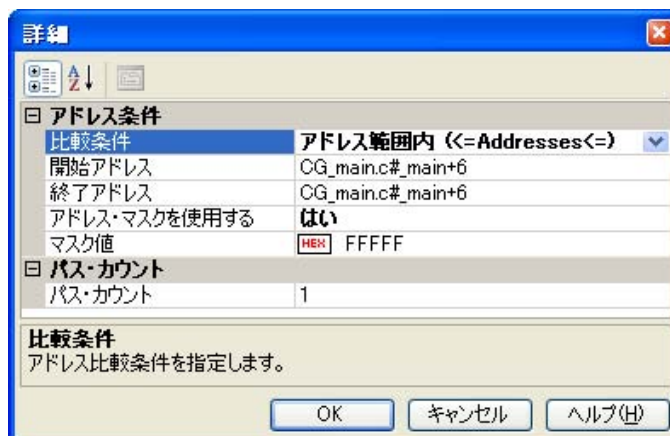 詳細
アドレス条件
比較条件 アドレス範囲内 (<=Addresses<=)
開始アドレス CG_main.c#_main+6
終了アドレス CG_main.c#_main+6
アドレス・マスクを使用する はい
マスク値 HEX FFFFF
パス・カウント
パス・カウント 1
比較条件
アドレス比較条件を指定します。
OK キャンセル ヘルプ(H)